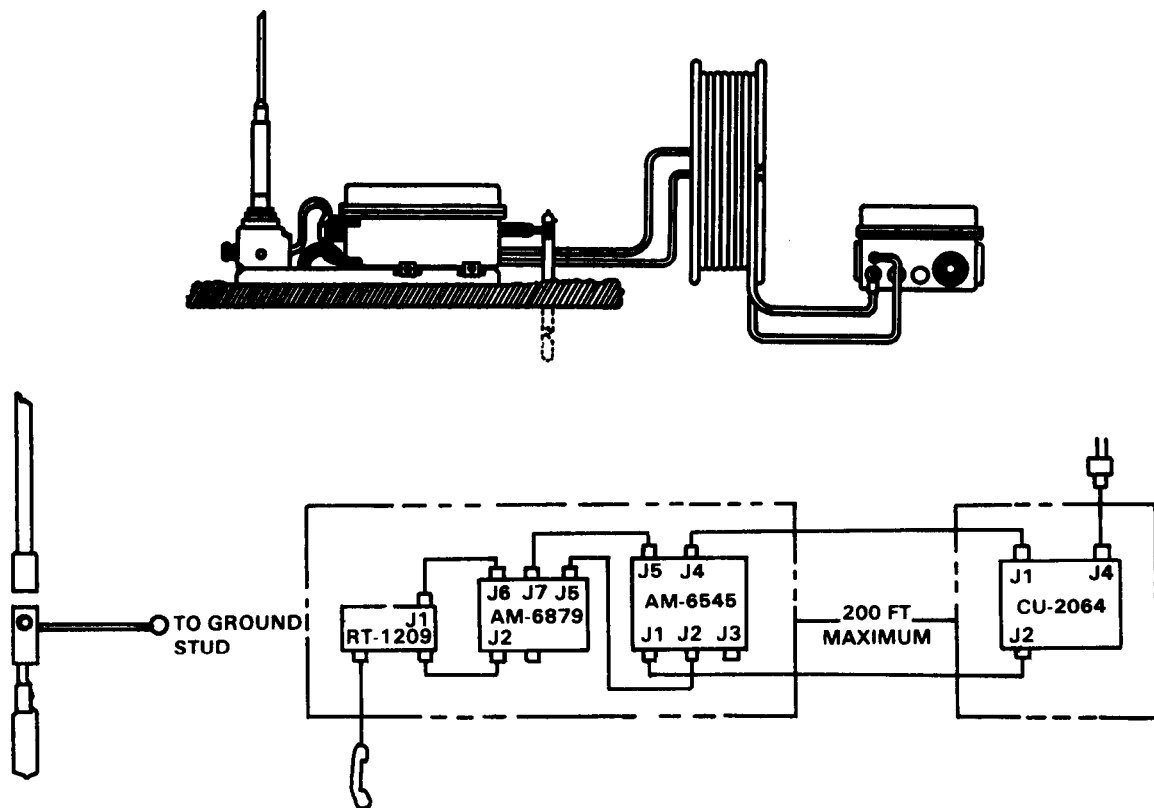 TO GROUND
STUD
J1
RT-1209
J6 J7 J5
AM-6879
J2
J5 J4
AM-6545
J1 J2 J3
200 FT
MAXIMUM
J1 J4
CU-2064
J2